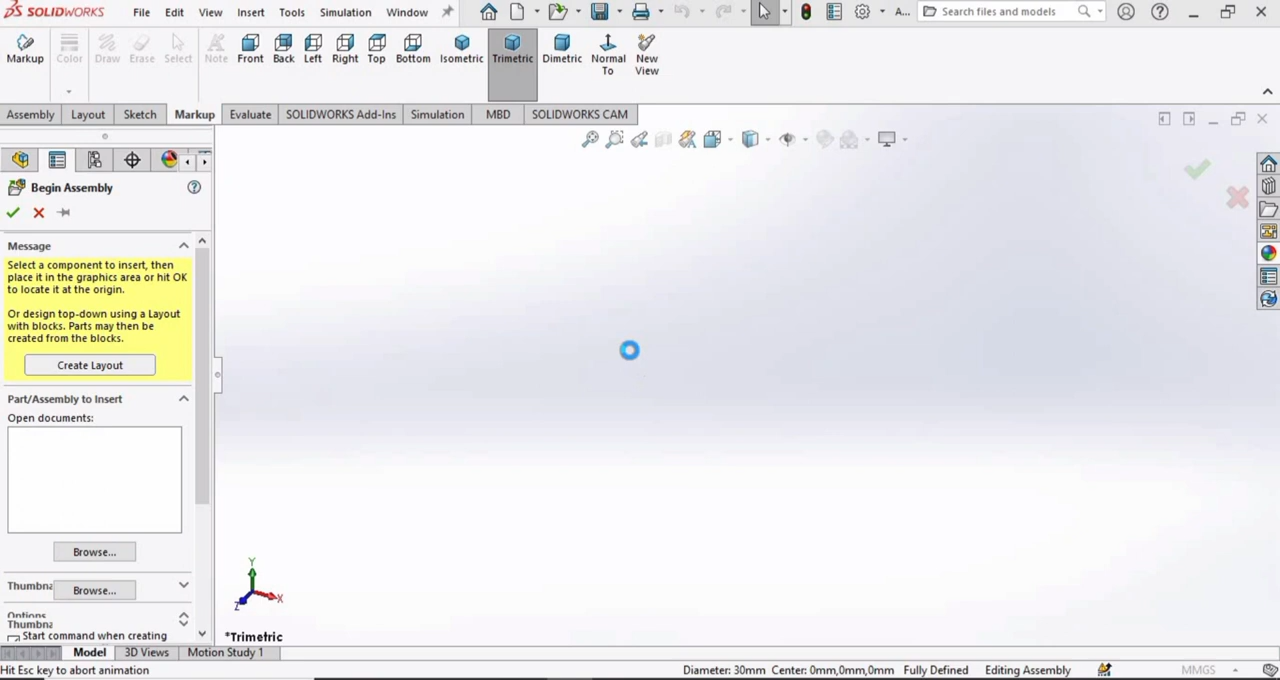 SOLIDWORKS File Edit View Insert Tools Simulation Window A... Search files and models
Markup Color Draw Erase Select Note Front Back Left Right Top Bottom Isometric Trimetric Dimetric Normal To New View
Assembly Layout Sketch Markup Evaluate SOLIDWORKS Add-Ins Simulation MBD SOLIDWORKS CAM
Begin Assembly
Message
Select a component to insert, then
place it in the graphics area or hit OK
to locate it at the origin.
Or design top-down using a Layout
with blocks. Parts may then be
created from the blocks.
Create Layout
Part/Assembly to Insert
Open documents:
Browse...
Thumbna Browse...
Options
Thumbna
Start command when creating
Y
X
Z
*Trimetric
Model 3D Views Motion Study 1
Hit Esc key to abort animation Diameter: 30mm Center: 0mm,0mm,0mm Fully Defined Editing Assembly MMGS